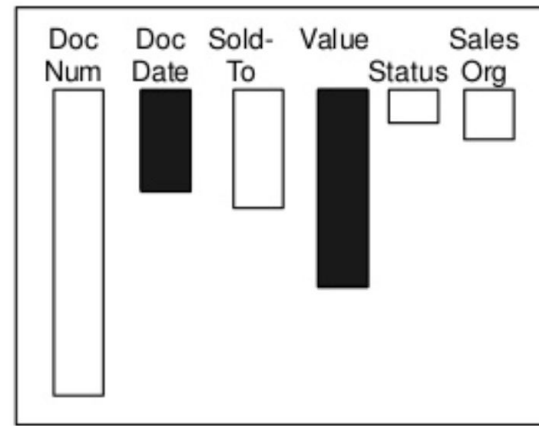 Doc Num
Doc Date
Sold-To
Value
Status
Sales Org